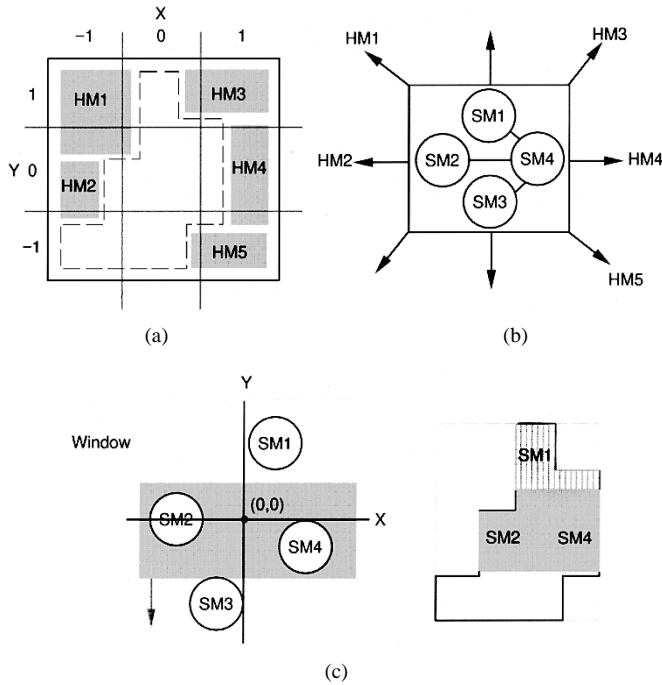 X
−1 0 1
1
Y 0
−1
HM1
HM3
HM2
HM4
HM5
(a)
(b)
HM1
HM3
HM2
HM4
HM5
SM1
SM2
SM4
SM3
Window
Y
X
(0,0)
SM1
SM2
SM4
SM3
SM1
SM2 SM4
(c)